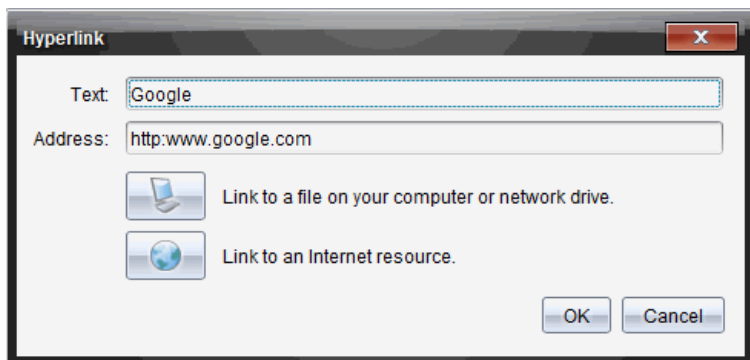 Hyperlink
Text: Google
Address: http:www.google.com
Link to a file on your computer or network drive.
Link to an Internet resource.
OK Cancel